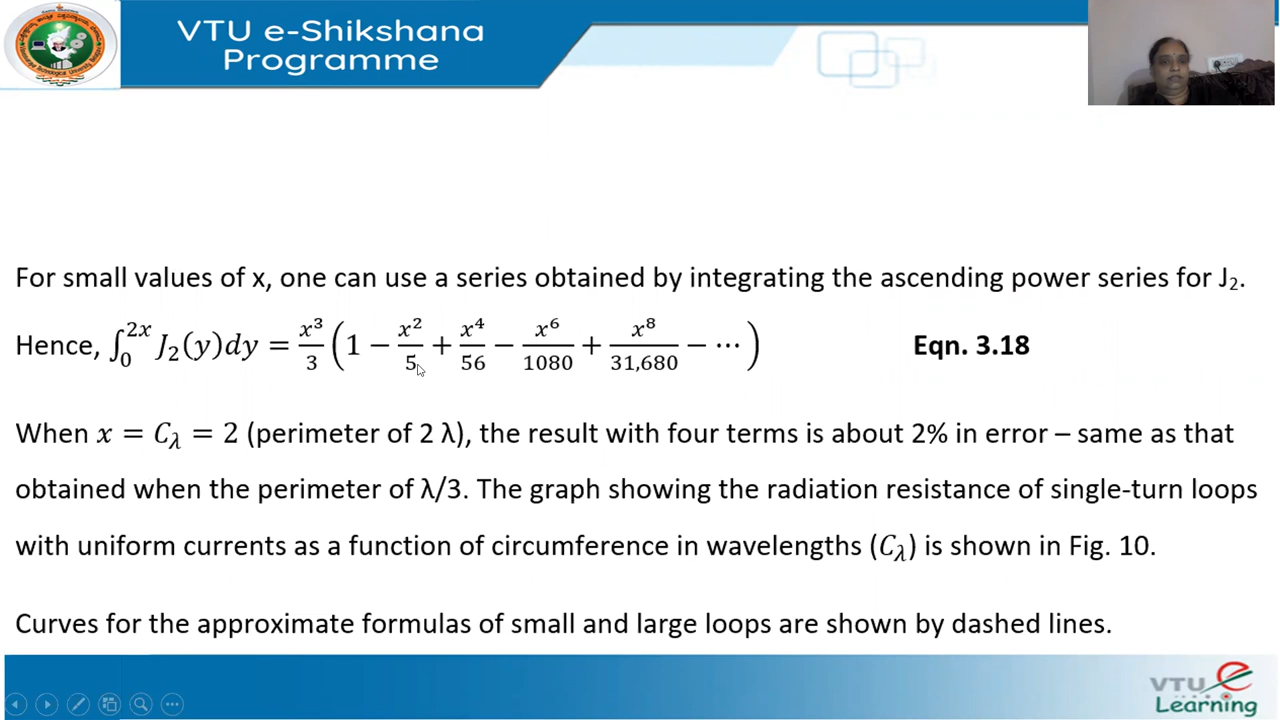 VTU e-Shikshana
Programme
For small values of x, one can use a series obtained by integrating the ascending power series for J₂.
Hence, ∫₀²ˣ J₂(y)dy = x³/3 (1 − x²/5 + x⁴/56 − x⁶/1080 + x⁸/31,680 − ⋯) Eqn. 3.18
When x = C_λ = 2 (perimeter of 2 λ), the result with four terms is about 2% in error – same as that
obtained when the perimeter of λ/3. The graph showing the radiation resistance of single-turn loops
with uniform currents as a function of circumference in wavelengths (C_λ) is shown in Fig. 10.
Curves for the approximate formulas of small and large loops are shown by dashed lines.
VTU e
Learning